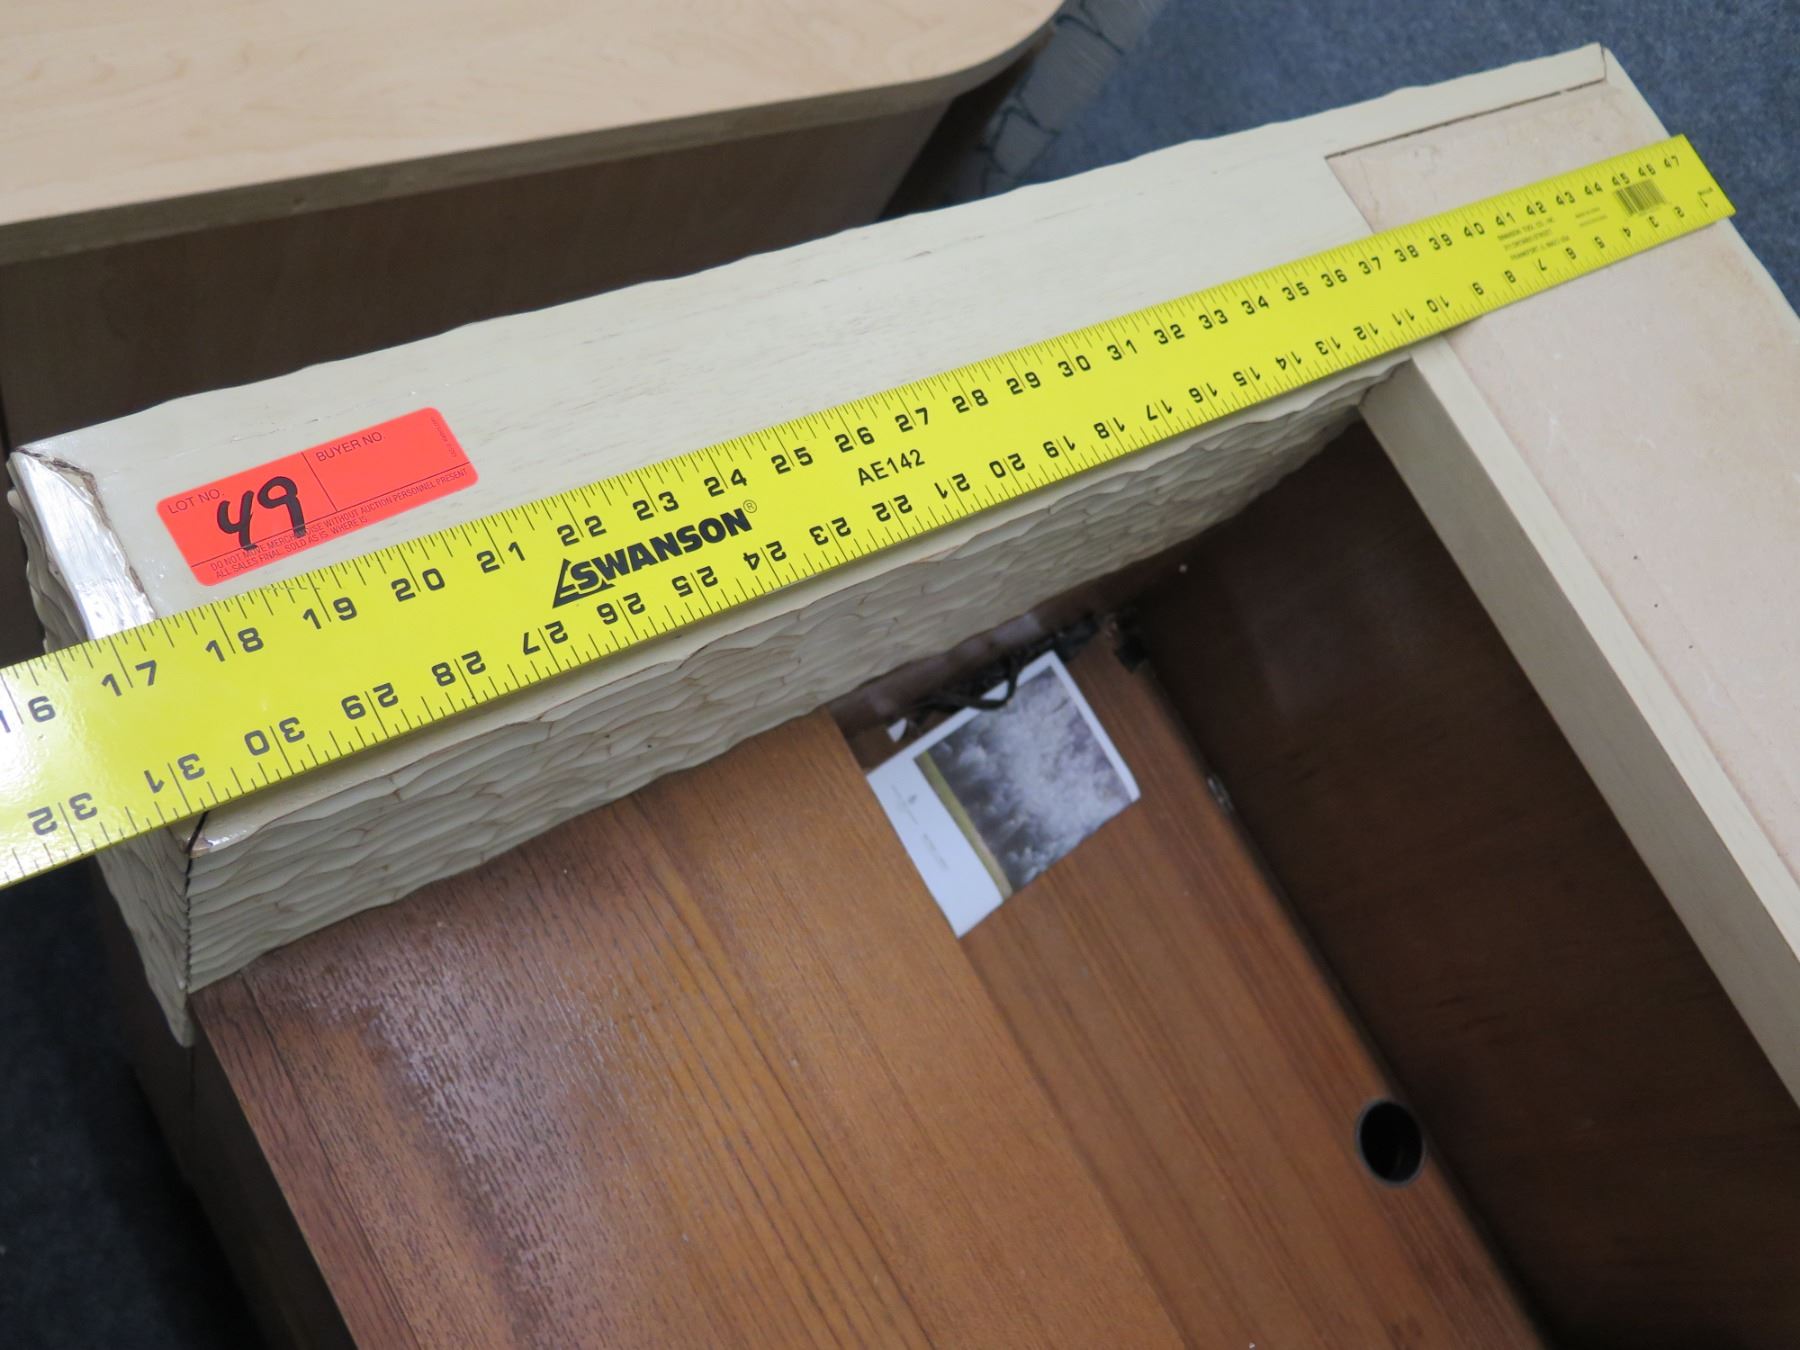 LOT NO.
49
BUYER NO.
DO NOT MOVE MERCHANDISE WITHOUT AUCTION PERSONNEL PRESENT
ALL SALES FINAL. SOLD AS IS, WHERE IS
16 17 18 19 20 21 22 23 24 25 26 27 28 29 30 31 32 33 34 35 36 37 38 39 40 41 42 43 44 45 46 47
SWANSON®
AE142
32 31 30 29 28 27 26 25 24 23 22 21 20 19 18 17 16 15 14 13 12 11 10 9 8 7 6 5 4 3 2 1